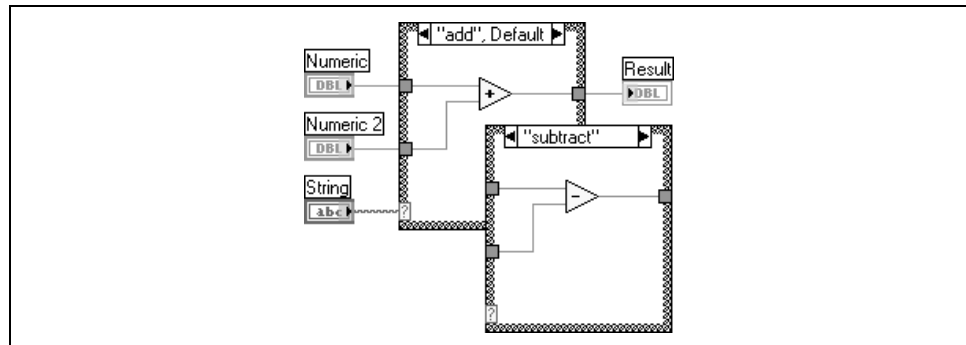 "add", Default
Numeric
DBL
Result
DBL
+
Numeric 2
DBL
"subtract"
String
abc
?
-
?